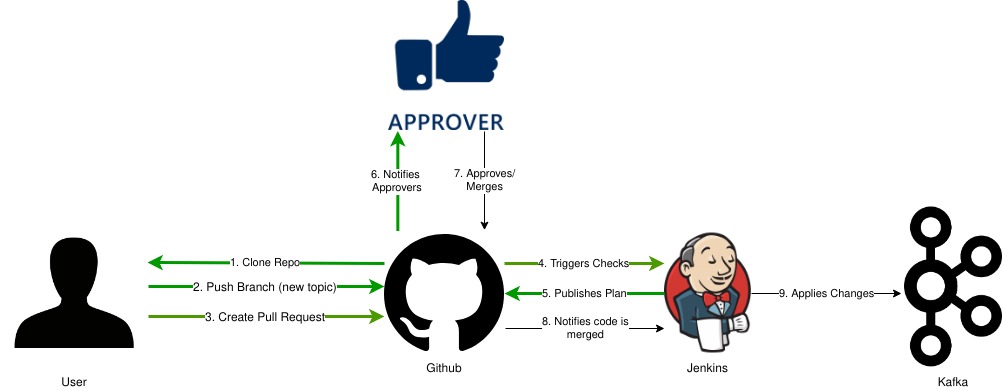 APPROVER
6. Notifies
Approvers
7. Approves/
Merges
1. Clone Repo
2. Push Branch (new topic)
3. Create Pull Request
4. Triggers Checks
5. Publishes Plan
8. Notifies code is
merged
9. Applies Changes
User
Github
Jenkins
Kafka